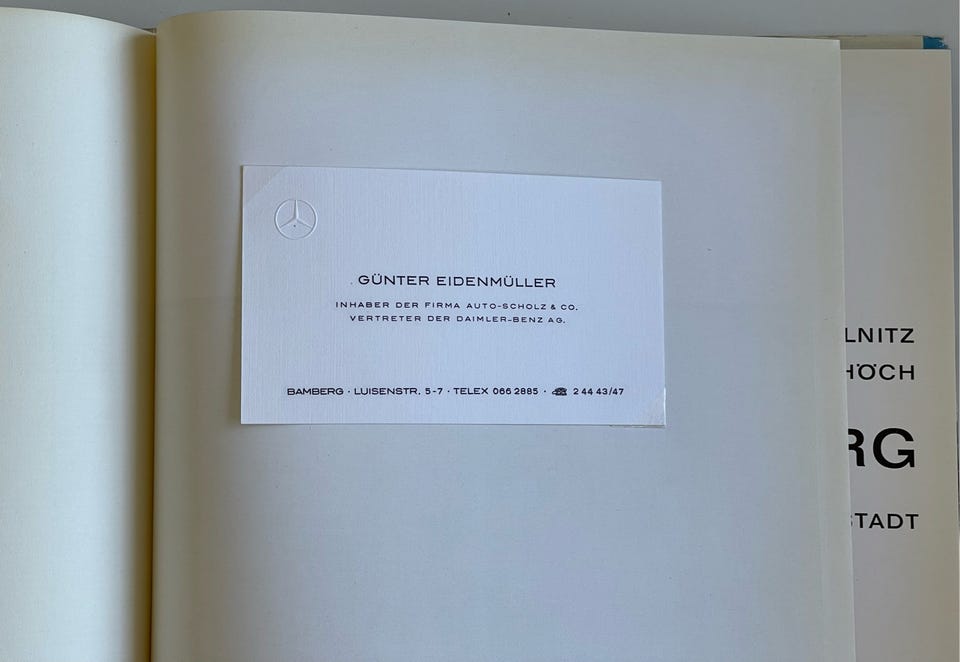 GÜNTER EIDENMÜLLER
INHABER DER FIRMA AUTO-SCHOLZ & CO.
VERTRETER DER DAIMLER-BENZ AG.
BAMBERG · LUISENSTR. 5-7 · TELEX 066 2885 · ☎ 2 44 43/47
LNITZ
HÖCH
RG
STADT